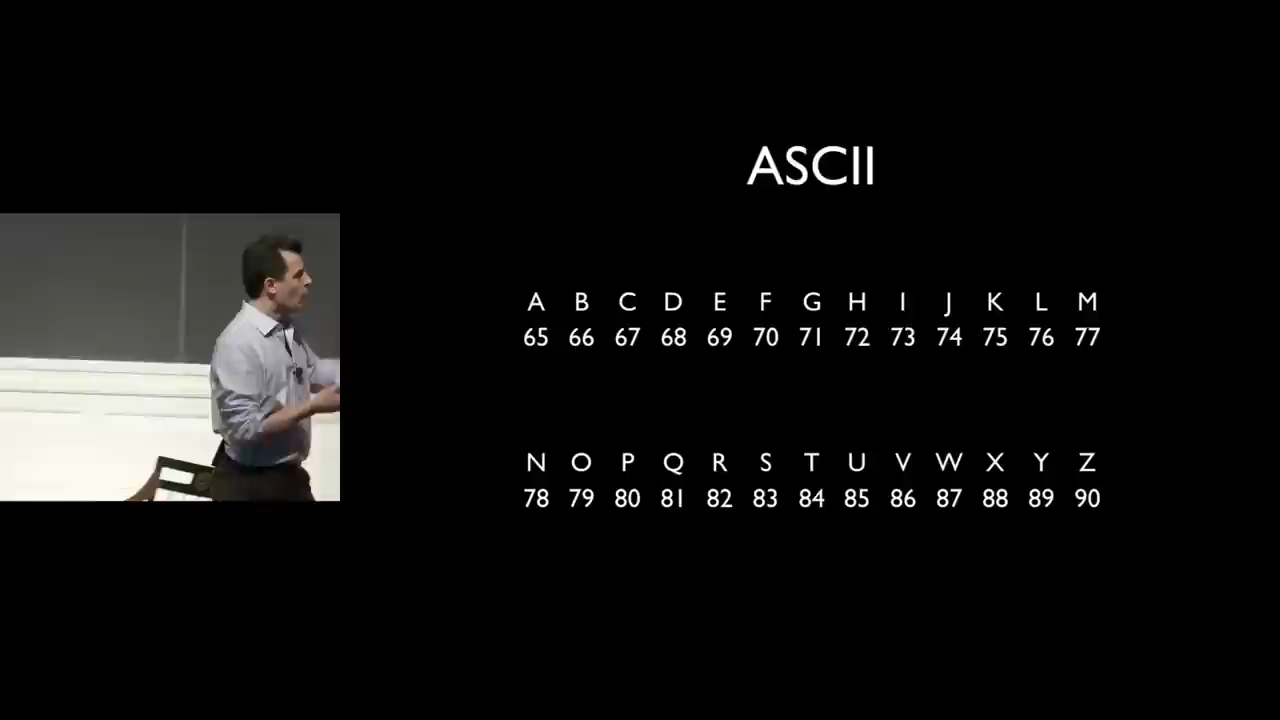 ASCII
A B C D E F G H I J K L M
65 66 67 68 69 70 71 72 73 74 75 76 77
N O P Q R S T U V W X Y Z
78 79 80 81 82 83 84 85 86 87 88 89 90